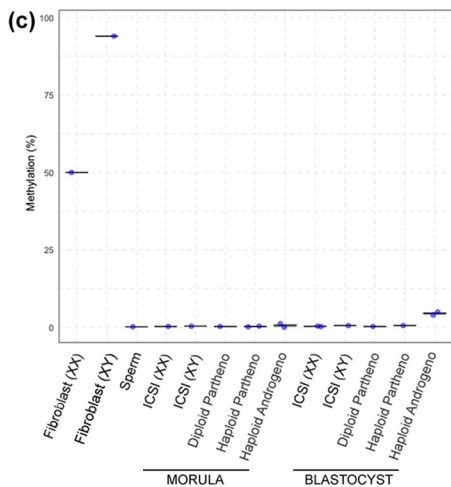 (c)
Methylation (%)
100
75
50
25
0
Fibroblast (XX)
Fibroblast (XY)
Sperm
ICSI (XX)
ICSI (XY)
Diploid Partheno
Haploid Partheno
Haploid Androgeno
ICSI (XX)
ICSI (XY)
Diploid Partheno
Haploid Partheno
Haploid Androgeno
MORULA
BLASTOCYST